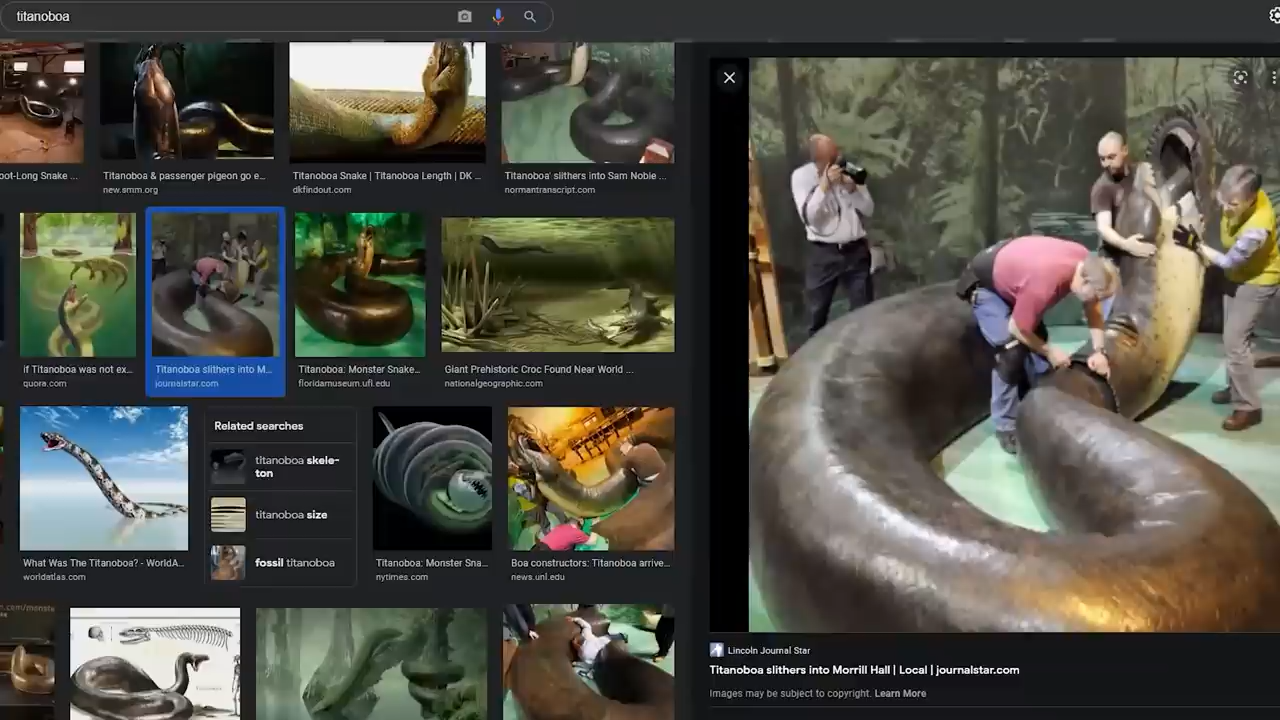 titanoboa
oot-Long Snake ...
Titanoboa & passenger pigeon go e...
new.smm.org
Titanoboa Snake | Titanoboa Length | DK ...
dkfindout.com
'Titanoboa' slithers into Sam Noble ...
normantranscript.com
if Titanoboa was not ex...
quora.com
Titanoboa slithers into M...
journalstar.com
Titanoboa: Monster Snake...
floridamuseum.ufl.edu
Giant Prehistoric Croc Found Near World ...
nationalgeographic.com
What Was The Titanoboa? - WorldA...
worldatlas.com
Related searches
titanoboa skele-
ton
titanoboa size
fossil titanoboa
Titanoboa: Monster Sna...
nytimes.com
Boa constructors: Titanoboa arrive...
news.unl.edu
Lincoln Journal Star
Titanoboa slithers into Morrill Hall | Local | journalstar.com
Images may be subject to copyright. Learn More